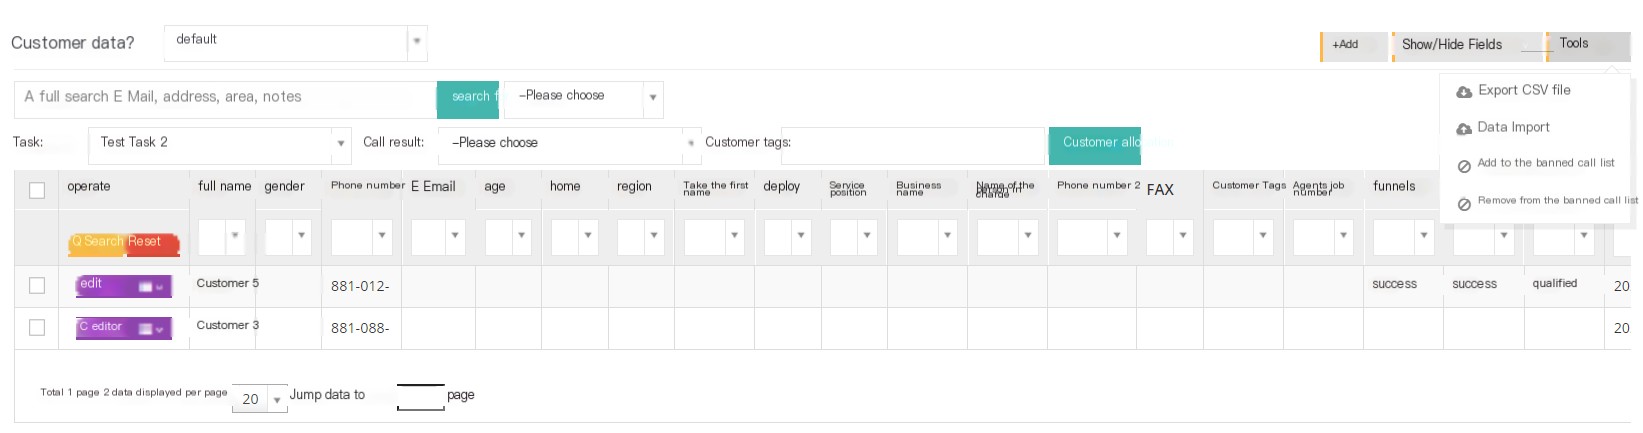 Customer data? default +Add Show/Hide Fields Tools
A full search E Mail, address, area, notes search –Please choose Export CSV file
Data Import
Task: Test Task 2 Call result: –Please choose Customer tags: Customer allo
Add to the banned call list
Remove from the banned call list
operate full name gender Phone number E Email age home region Take the first name deploy Service position Business name Name of the person in charge Phone number 2 FAX Customer Tags Agents job number funnels
Q Search Reset
edit Customer 5 881-012- success success qualified 20
C editor Customer 3 881-088- 20
Total 1 page 2 data displayed per page 20 Jump data to page